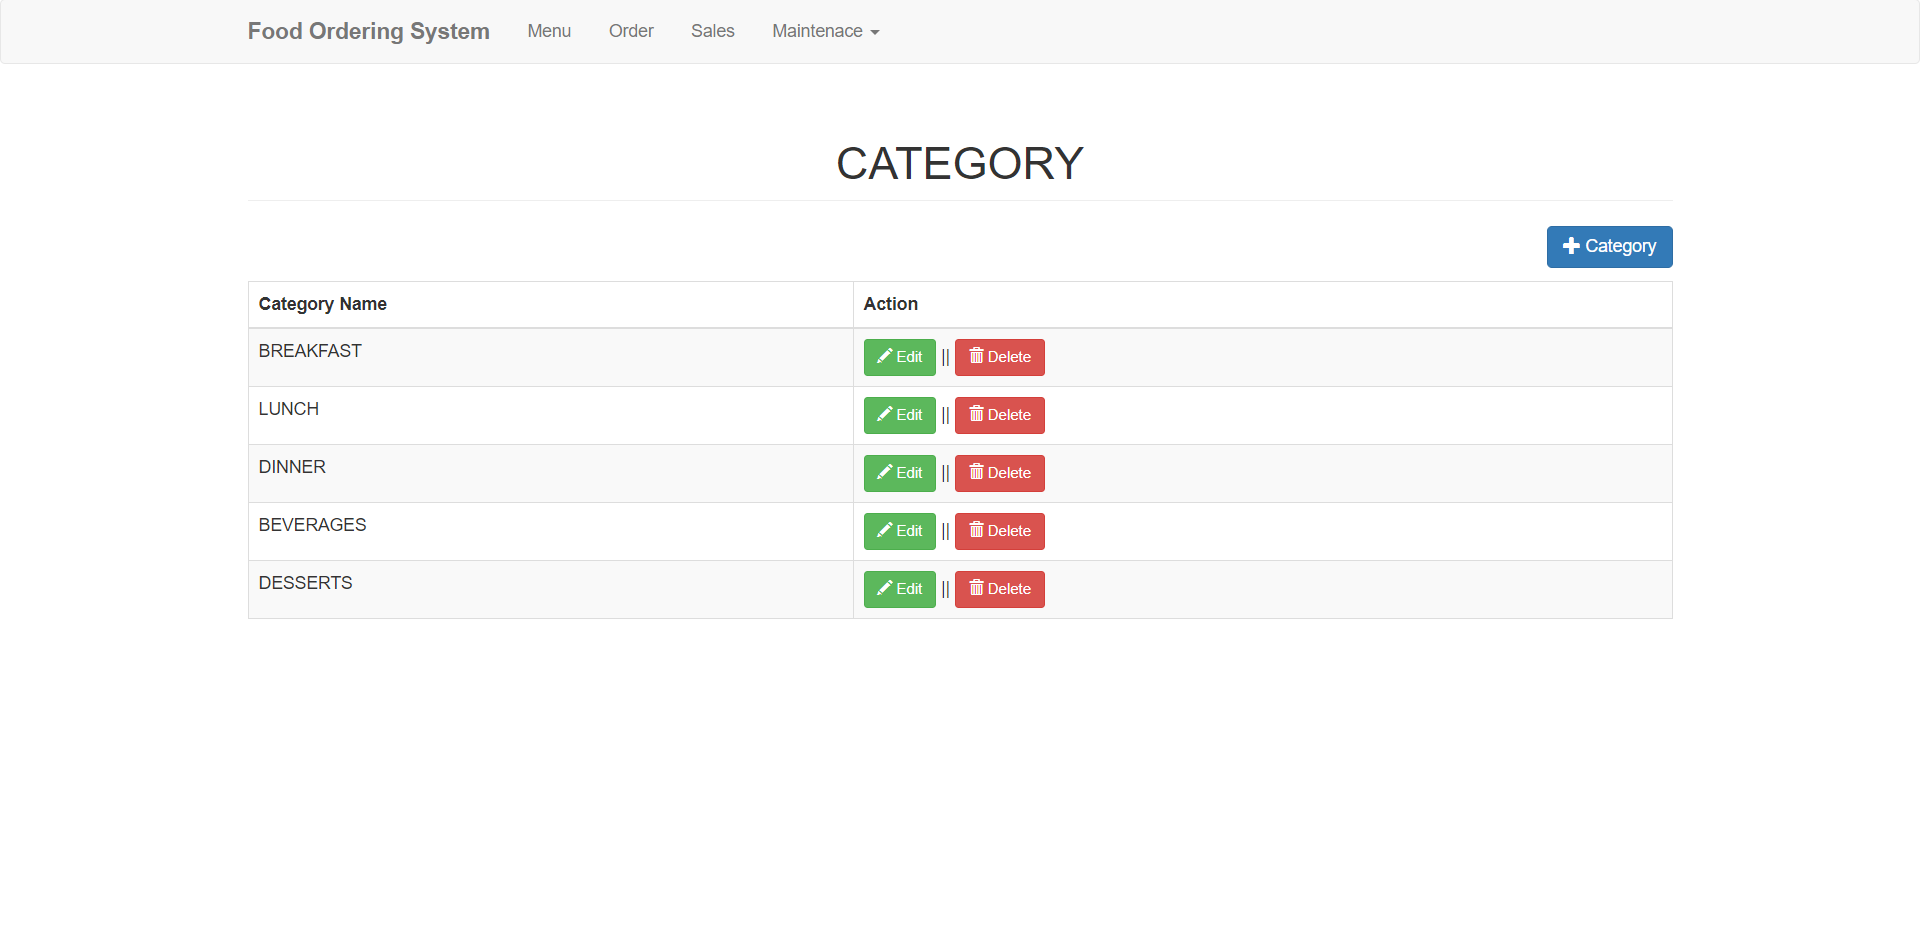 Food Ordering System Menu Order Sales Maintenace
CATEGORY
Category
Category Name Action
BREAKFAST Edit || Delete
LUNCH Edit || Delete
DINNER Edit || Delete
BEVERAGES Edit || Delete
DESSERTS Edit || Delete